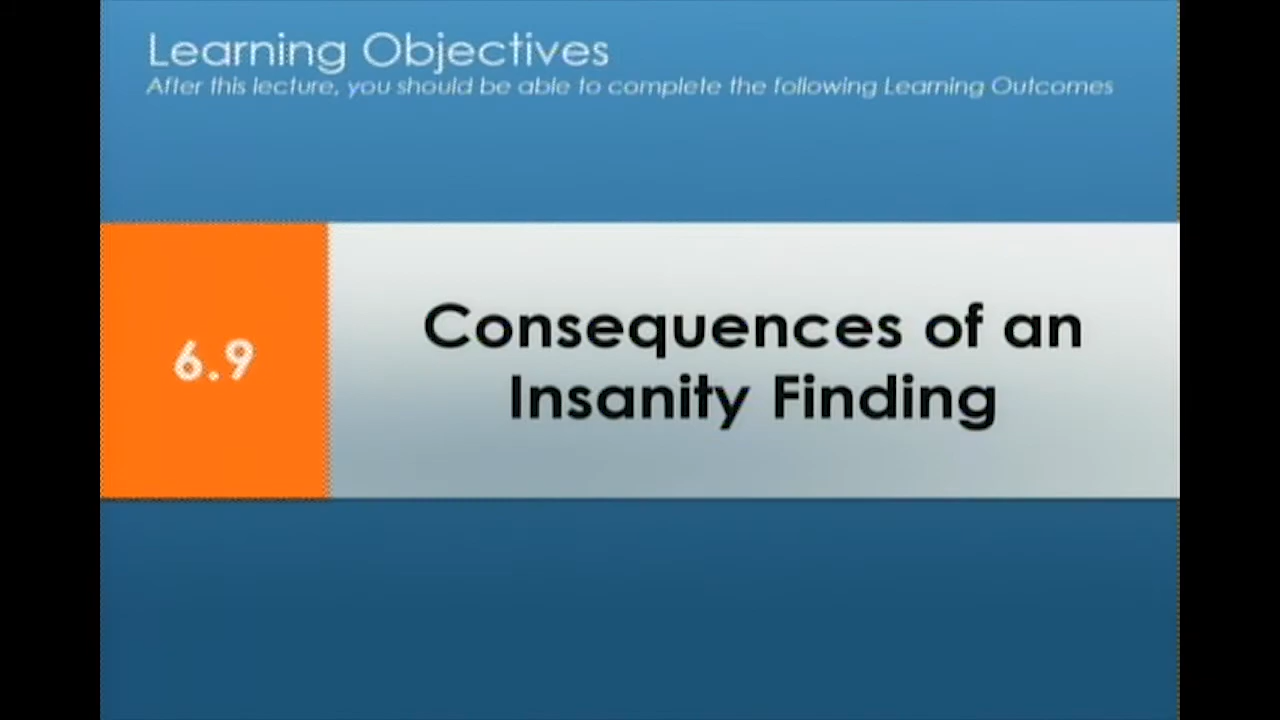 Learning Objectives
After this lecture, you should be able to complete the following Learning Outcomes
6.9
Consequences of an
Insanity Finding